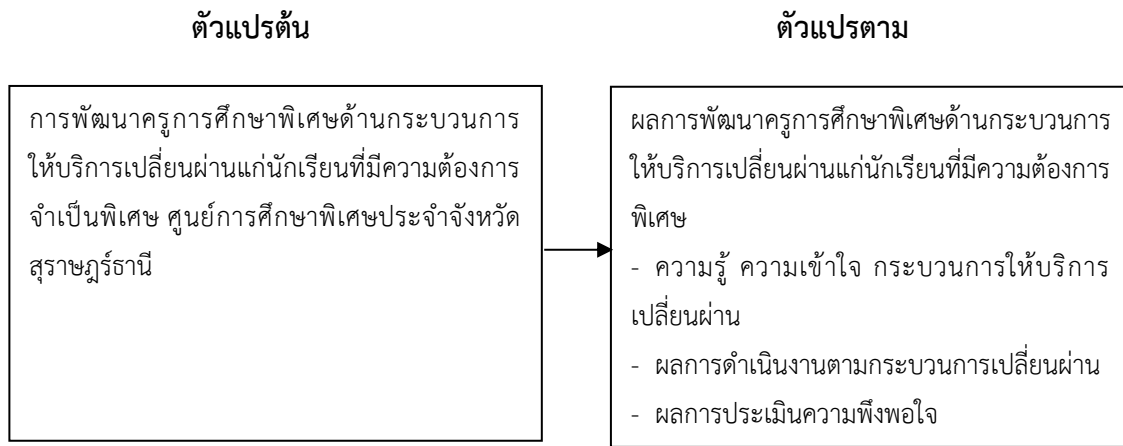 ตัวแปรต้น
ตัวแปรตาม
การพัฒนาครูการศึกษาพิเศษด้านกระบวนการ
ให้บริการเปลี่ยนผ่านแก่นักเรียนที่มีความต้องการ
จำเป็นพิเศษ ศูนย์การศึกษาพิเศษประจำจังหวัด
สุราษฎร์ธานี
ผลการพัฒนาครูการศึกษาพิเศษด้านกระบวนการ
ให้บริการเปลี่ยนผ่านแก่นักเรียนที่มีความต้องการ
พิเศษ
- ความรู้ ความเข้าใจ กระบวนการให้บริการ
เปลี่ยนผ่าน
- ผลการดำเนินงานตามกระบวนการเปลี่ยนผ่าน
- ผลการประเมินความพึงพอใจ